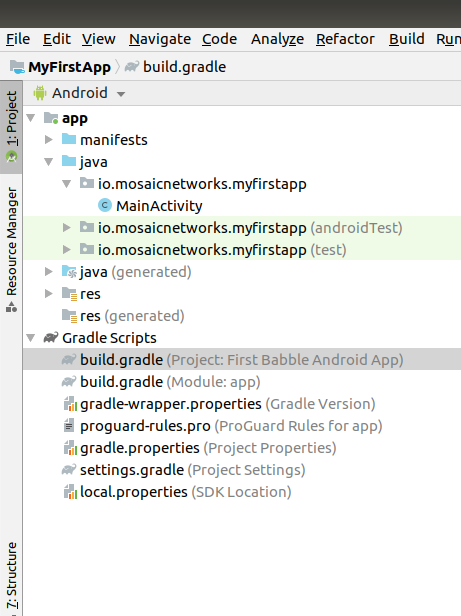 File Edit View Navigate Code Analyze Refactor Build Run
MyFirstApp build.gradle
1: Project
Resource Manager
7: Structure
Android
app
manifests
java
io.mosaicnetworks.myfirstapp
MainActivity
io.mosaicnetworks.myfirstapp (androidTest)
io.mosaicnetworks.myfirstapp (test)
java (generated)
res
res (generated)
Gradle Scripts
build.gradle (Project: First Babble Android App)
build.gradle (Module: app)
gradle-wrapper.properties (Gradle Version)
proguard-rules.pro (ProGuard Rules for app)
gradle.properties (Project Properties)
settings.gradle (Project Settings)
local.properties (SDK Location)